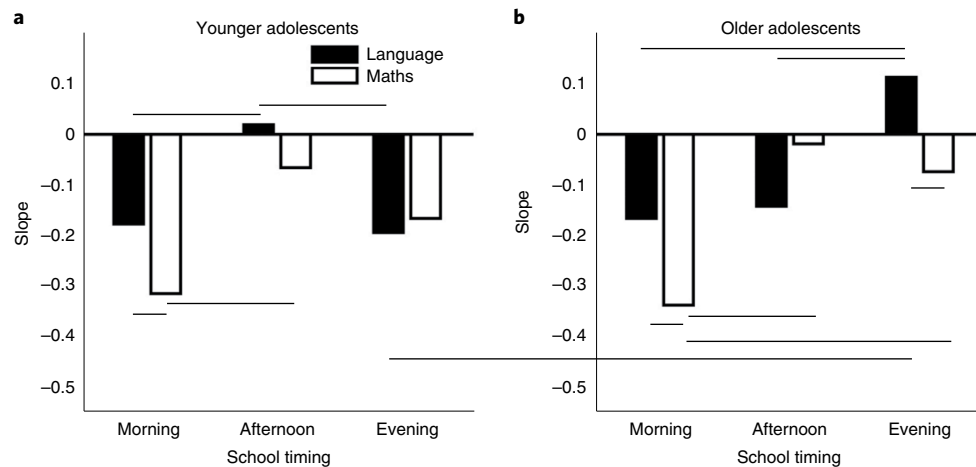 a
Younger adolescents
Language
Maths
0.1
0
–0.1
–0.2
–0.3
–0.4
–0.5
Slope
Morning Afternoon Evening
School timing
b
Older adolescents
0.1
0
–0.1
–0.2
–0.3
–0.4
–0.5
Slope
Morning Afternoon Evening
School timing